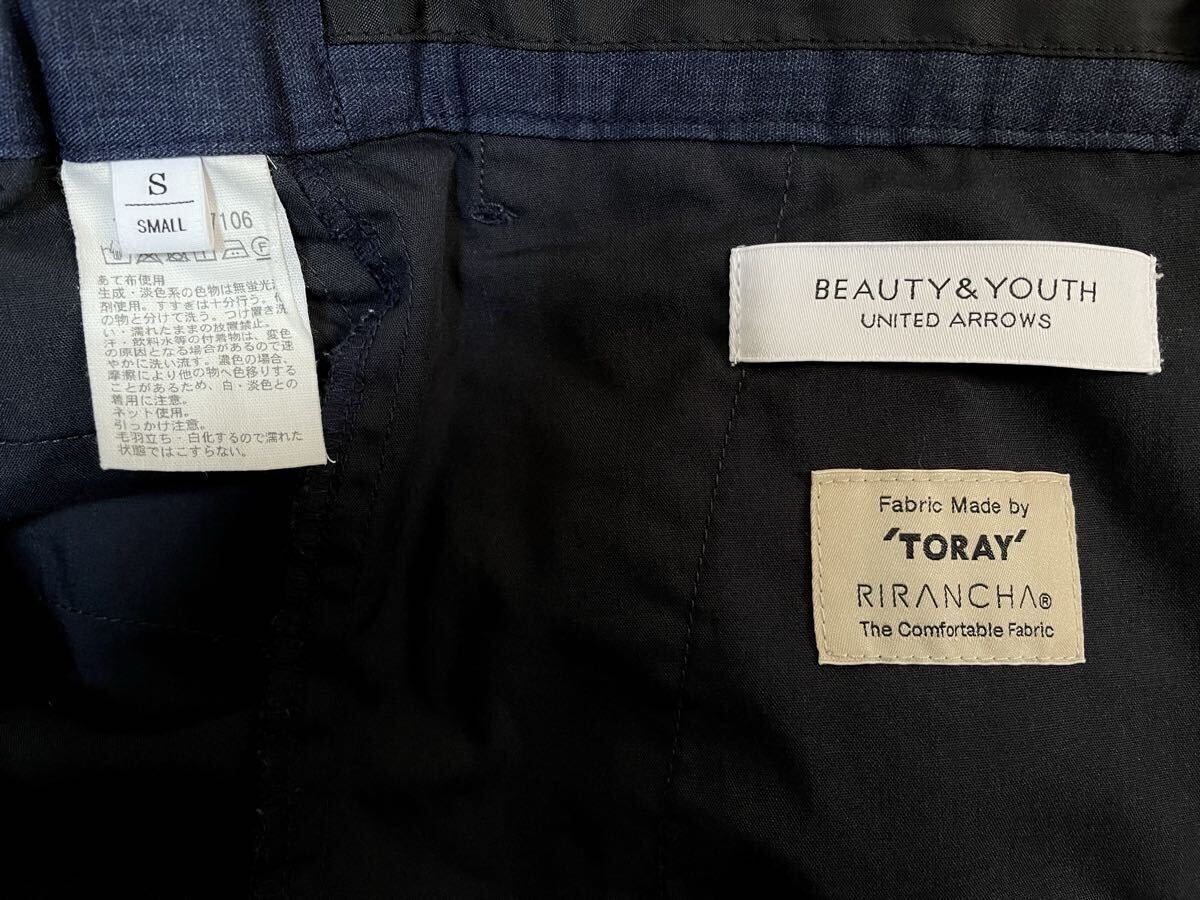 S
SMALL
7106
あて布使用
生成・淡色系の色物は無蛍光
剤使用。すすぎは十分行う。
の物と分けて洗う。つけ置き洗
い・濡れたままの放置禁止。
汗・飲料水等の付着物は、変色
の原因となる場合があるので速
やかに洗い流す。濃色の場合、
摩擦により他の物へ色移りする
ことがあるため、白・淡色との
着用に注意。
ネット使用。
引っかけ注意。
毛羽立ち・白化するので濡れた
状態ではこすらない。
BEAUTY&YOUTH
UNITED ARROWS
Fabric Made by
'TORAY'
RIRANCHA®
The Comfortable Fabric